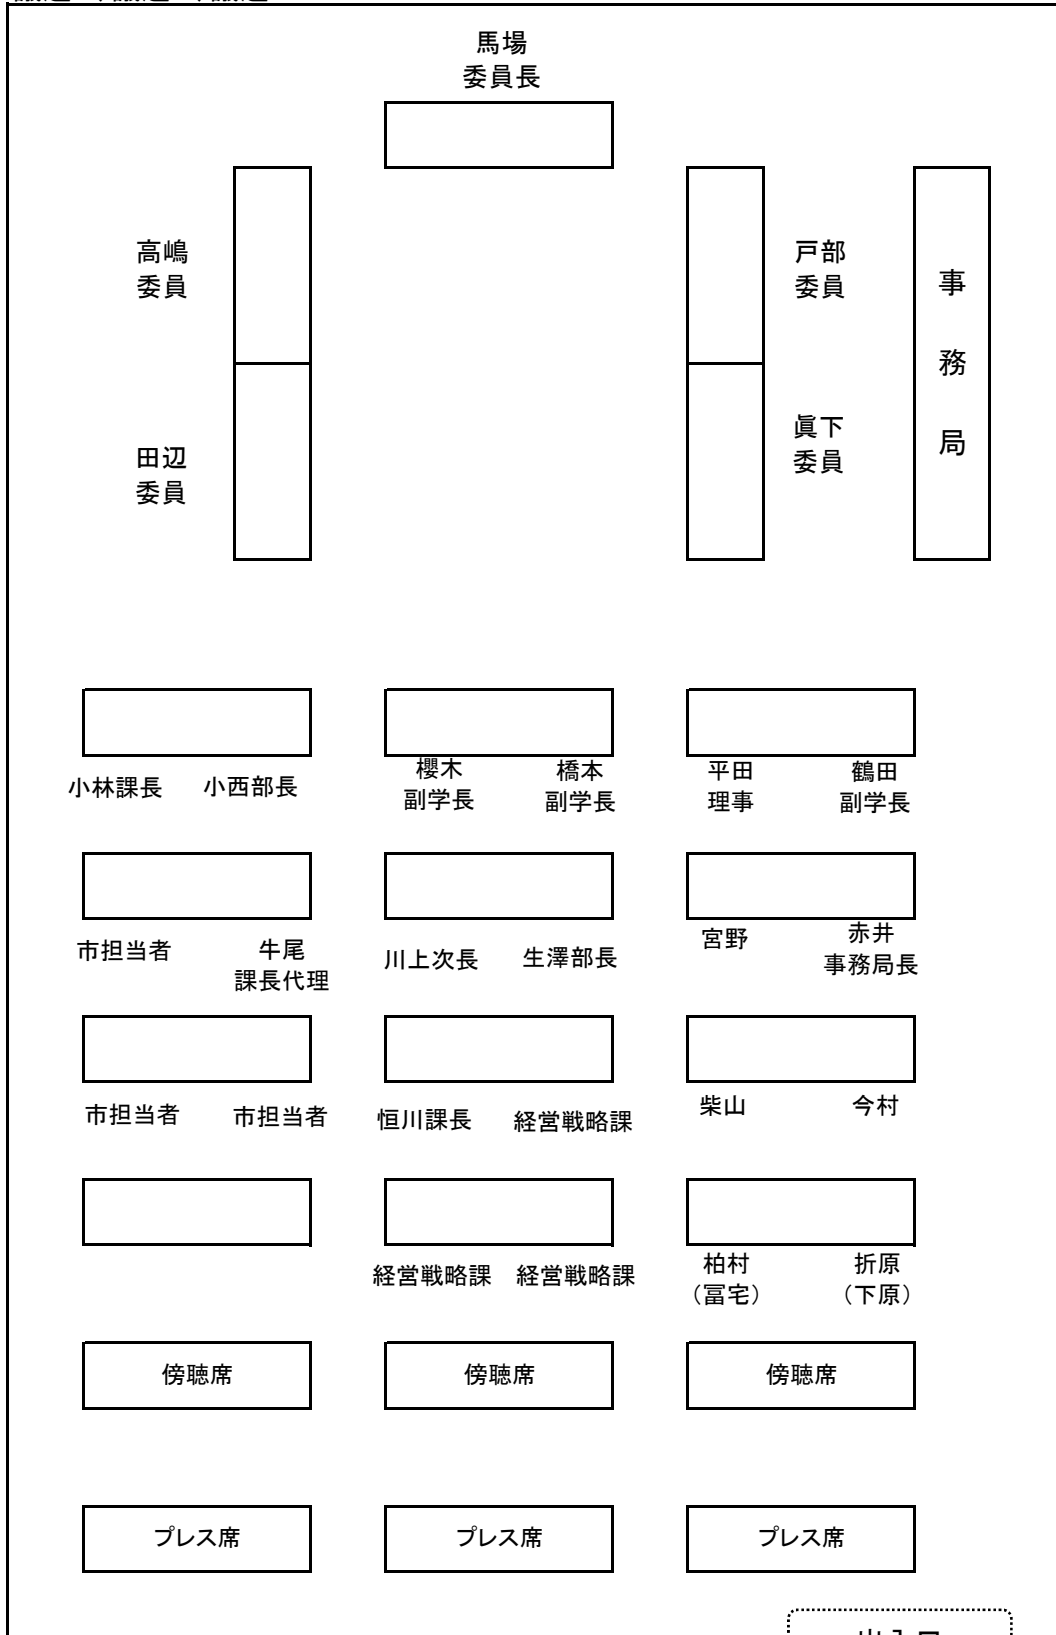 馬場
委員長
高嶋
委員
戸部
委員
事
務
局
田辺
委員
眞下
委員
小林課長
小西部長
櫻木
副学長
橋本
副学長
平田
理事
鶴田
副学長
市担当者
牛尾
課長代理
川上次長
生澤部長
宮野
赤井
事務局長
市担当者
市担当者
恒川課長
経営戦略課
柴山
今村
経営戦略課
経営戦略課
柏村
（冨宅）
折原
（下原）
傍聴席
傍聴席
傍聴席
プレス席
プレス席
プレス席